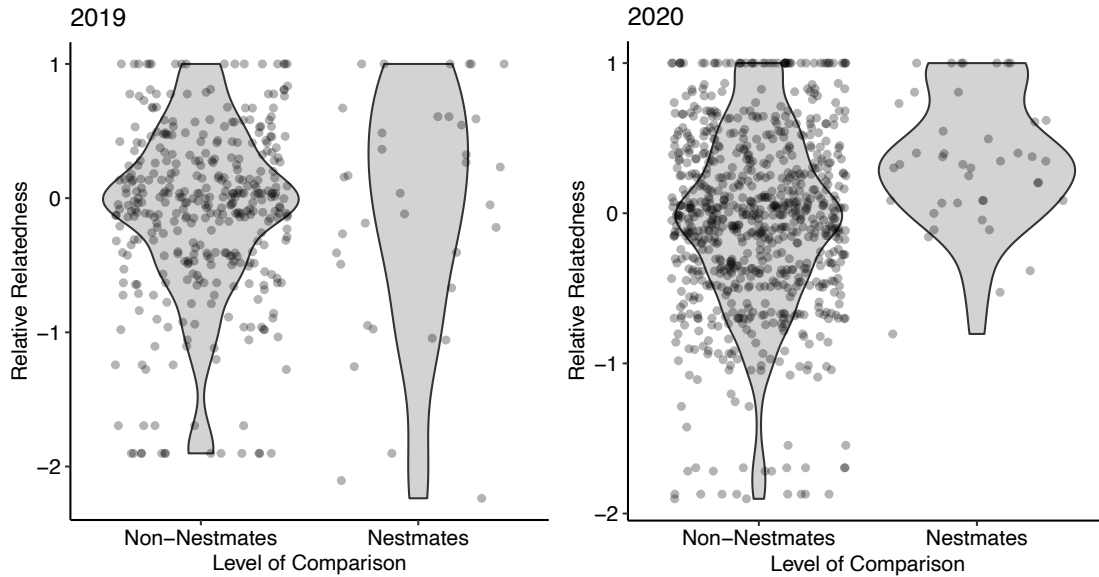 2019
1
0
−1
−2
Relative Relatedness
Non−Nestmates
Nestmates
Level of Comparison
2020
1
0
−1
−2
Relative Relatedness
Non−Nestmates
Nestmates
Level of Comparison